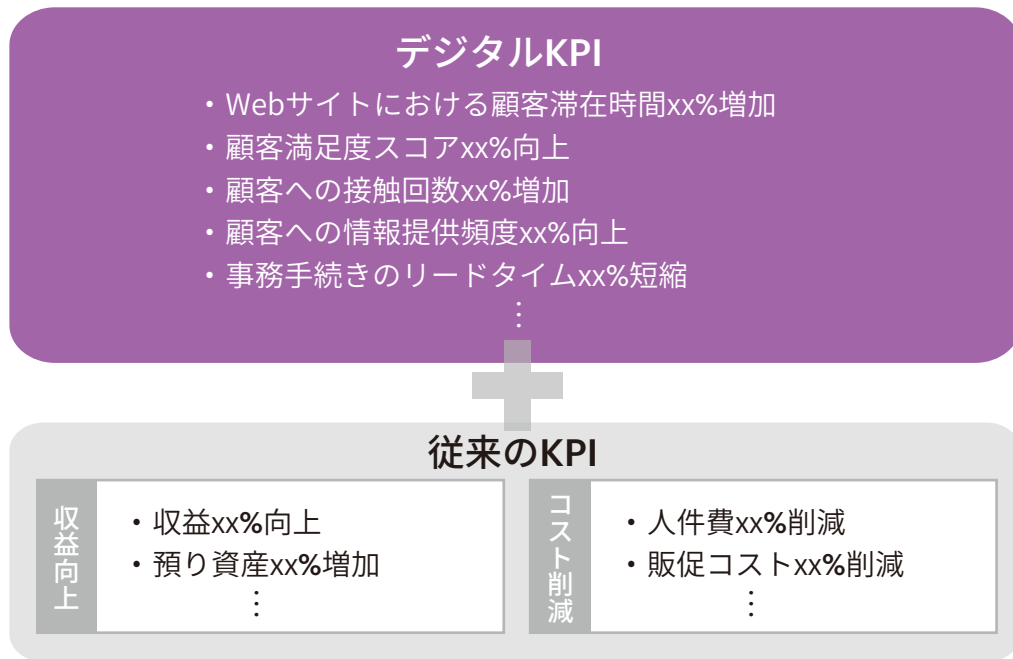 デジタルKPI
・Webサイトにおける顧客滞在時間xx%増加
・顧客満足度スコアxx%向上
・顧客への接触回数xx%増加
・顧客への情報提供頻度xx%向上
・事務手続きのリードタイムxx%短縮
⋮
従来のKPI
収益向上
・収益xx%向上
・預り資産xx%増加
⋮
コスト削減
・人件費xx%削減
・販促コストxx%削減
⋮